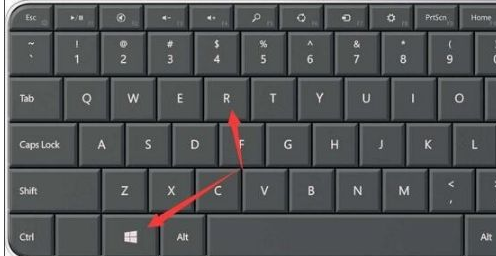 Esc PrtScn Home
~ ! @ # $ % ^ & * (
` 1 2 3 4 5 6 7 8 9
Tab Q W E R T Y U I O
Caps Lock A S D F G H J K L
Shift Z X C V B N M <
,
Ctrl Alt Alt